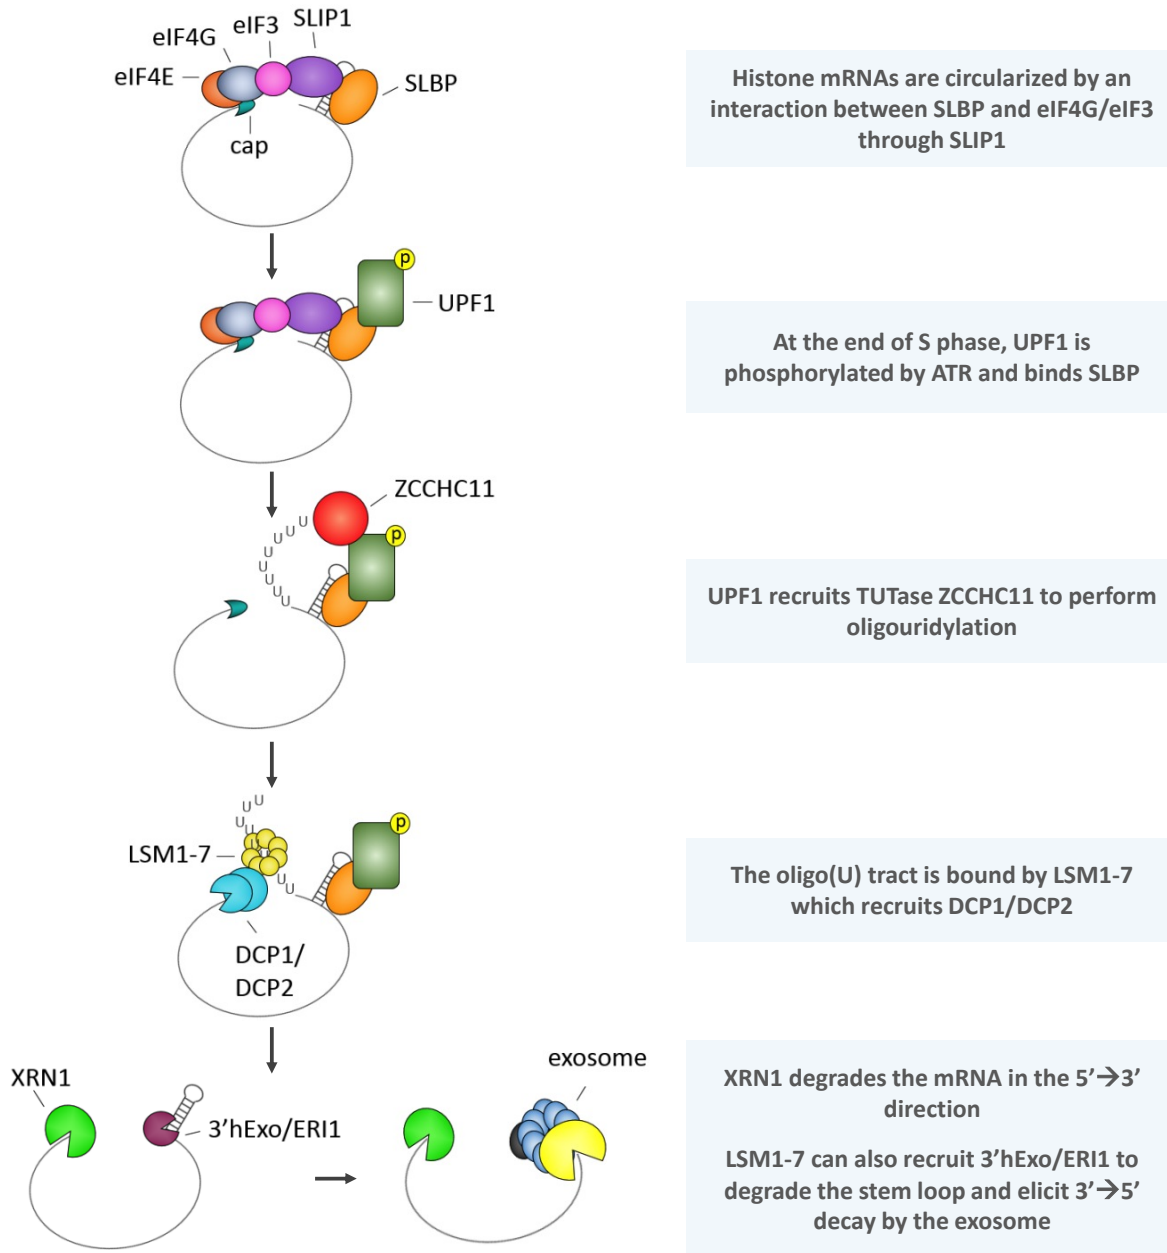 eIF4E
eIF4G
eIF3
SLIP1
SLBP
cap
Histone mRNAs are circularized by an
interaction between SLBP and eIF4G/eIF3
through SLIP1
p
UPF1
At the end of S phase, UPF1 is
phosphorylated by ATR and binds SLBP
ZCCHC11
p
U U U U U U U U U
UPF1 recruits TUTase ZCCHC11 to perform
oligouridylation
U U
U U
U
p
LSM1-7
U U
DCP1/
DCP2
The oligo(U) tract is bound by LSM1-7
which recruits DCP1/DCP2
XRN1
3’hExo/ERI1
exosome
XRN1 degrades the mRNA in the 5’→3’
direction
LSM1-7 can also recruit 3’hExo/ERI1 to
degrade the stem loop and elicit 3’→5’
decay by the exosome